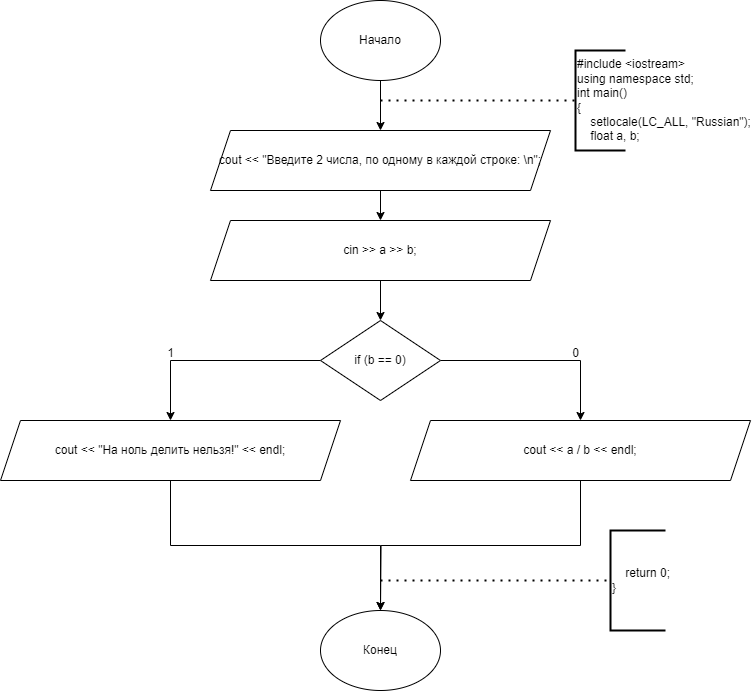 Начало
#include <iostream>
using namespace std;
int main()
{
setlocale(LC_ALL, "Russian");
float a, b;
cout << "Введите 2 числа, по одному в каждой строке: \n";
cin >> a >> b;
if (b == 0)
1
0
cout << "На ноль делить нельзя!" << endl;
cout << a / b << endl;
return 0;
}
Конец